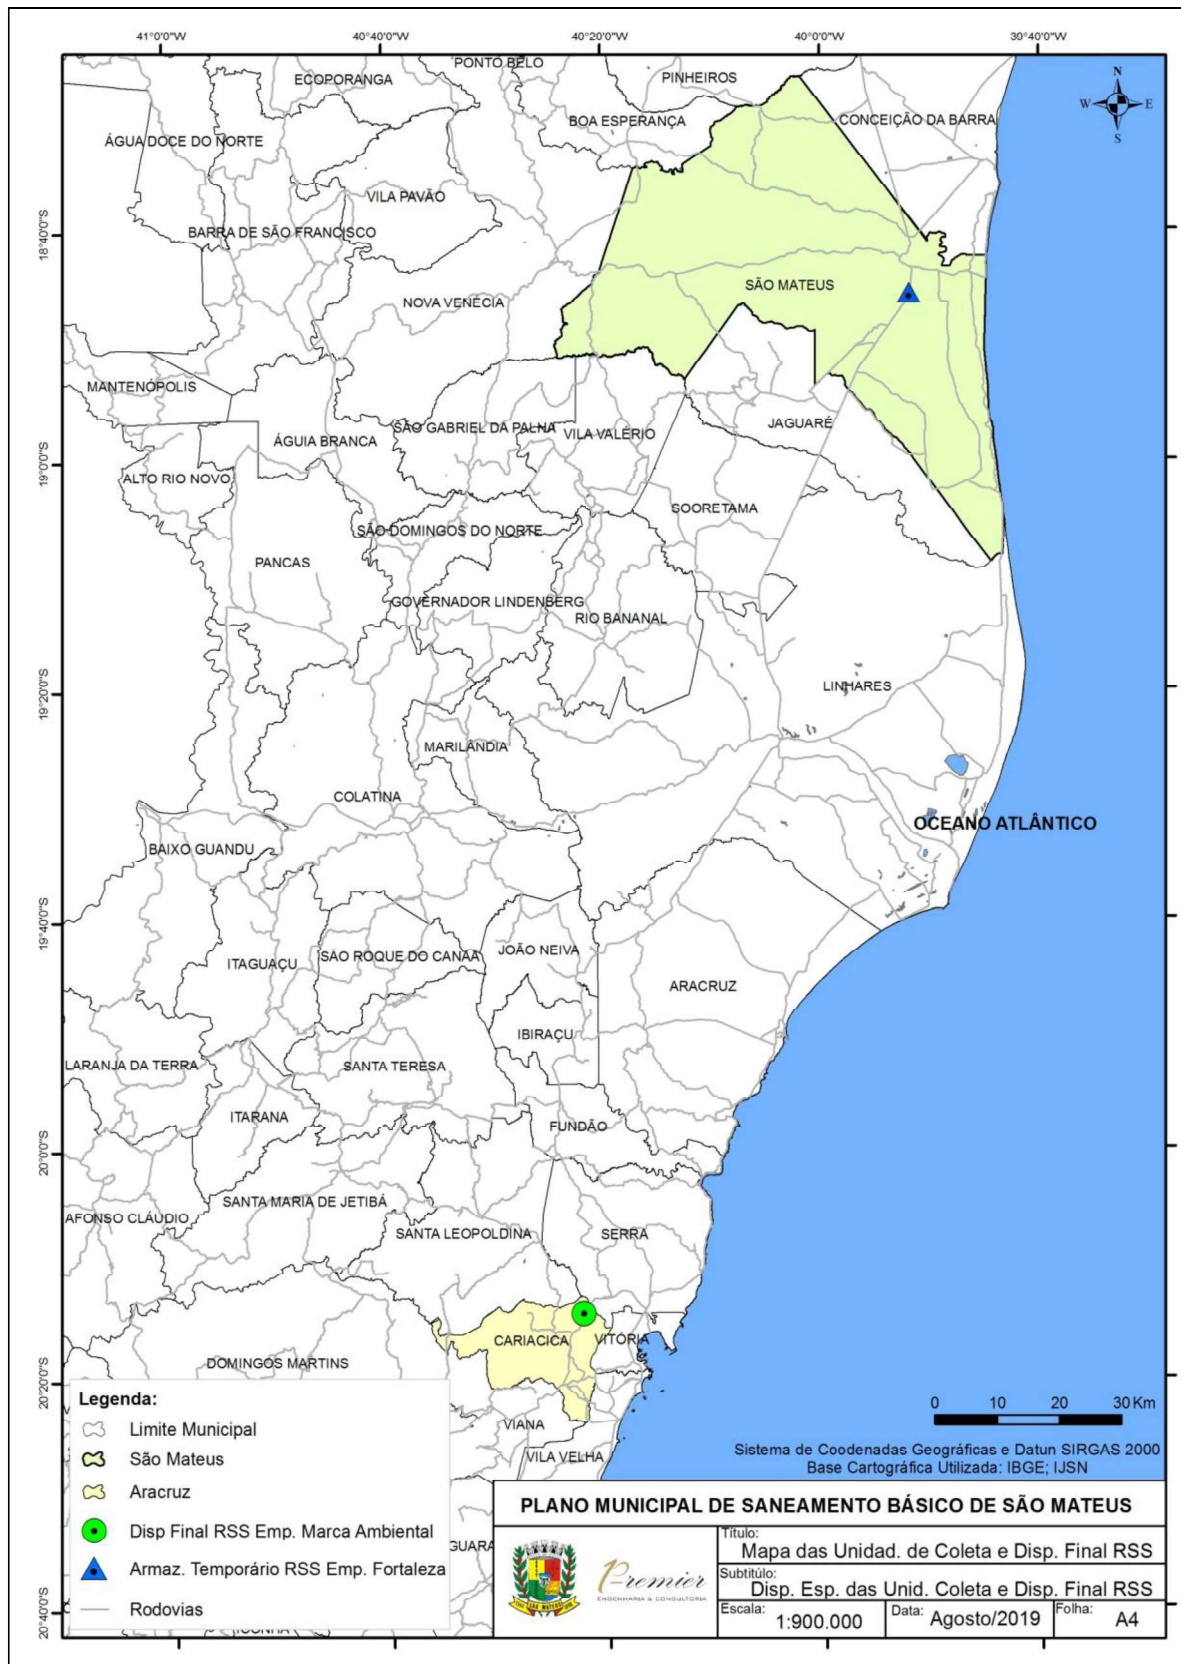 41°0'0"W 40°40'0"W 40°20'0"W 40°0'0"W 30°40'0"W
PONTO BELO
ECOPORANGA
PINHEIROS
N
W E
S
BOA ESPERANÇA
CONCEIÇÃO DA BARRA
ÁGUA DOCE DO NORTE
VILA PAVÃO
BARRA DE SÃO FRANCISCO
18°40'0"S
SÃO MATEUS
NOVA VENÉCIA
MANTENÓPOLIS
JAGUARÉ
SÃO GABRIEL DA PALHA
VILA VALÉRIO
ÁGUIA BRANCA
19°0'0"S
ALTO RIO NOVO
SOORETAMA
SÃO DOMINGOS DO NORTE
PANCAS
GOVERNADOR LINDENBERG
RIO BANANAL
LINHARES
19°20'0"S
MARILÂNDIA
COLATINA
OCEANO ATLÂNTICO
BAIXO GUANDU
19°40'0"S
JOÃO NEIVA
SÃO ROQUE DO CANAÃ
ITAGUAÇU
ARACRUZ
IBIRAÇU
LARANJA DA TERRA
SANTA TERESA
ITARANA
FUNDÃO
20°0'0"S
SANTA MARIA DE JETIBÁ
AFONSO CLÁUDIO
SANTA LEOPOLDINA
SERRA
CARIACICA
VITÓRIA
DOMINGOS MARTINS
20°20'0"S
VIANA
VILA VELHA
GUARA
20°40'0"S
Legenda:
Limite Municipal
São Mateus
Aracruz
Disp Final RSS Emp. Marca Ambiental
Armaz. Temporário RSS Emp. Fortaleza
Rodovias
0 10 20 30 Km
Sistema de Coodenadas Geográficas e Datun SIRGAS 2000
Base Cartográfica Utilizada: IBGE; IJSN
PLANO MUNICIPAL DE SANEAMENTO BÁSICO DE SÃO MATEUS
SÃO MATEUS
Premier
ENGENHARIA & CONSULTORIA
Título:
Mapa das Unidad. de Coleta e Disp. Final RSS
Subtitúlo:
Disp. Esp. das Unid. Coleta e Disp. Final RSS
Escala: 1:900.000
Data: Agosto/2019
Folha: A4